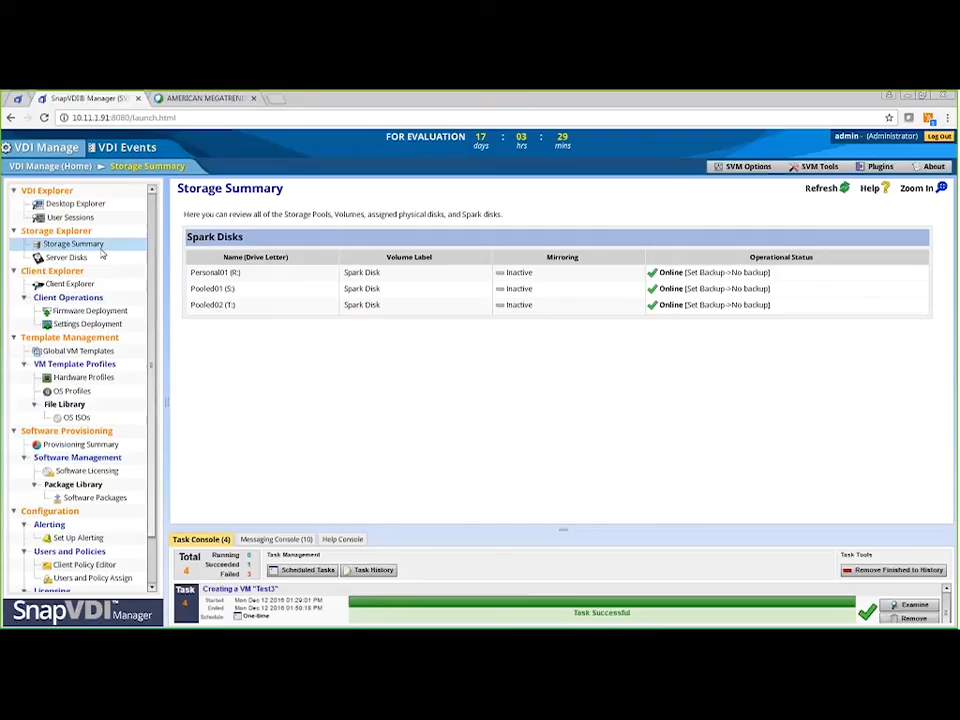 SnapVDI® Manager (SVM
AMERICAN MEGATREND
10.11.1.91:8080/launch.html
VDI Manage
VDI Events
FOR EVALUATION 17 : 03 : 29
days hrs mins
admin - (Administrator) Log Out
VDI Manage (Home) Storage Summary
SVM Options
SVM Tools
Plugins
About
VDI Explorer
Desktop Explorer
User Sessions
Storage Explorer
Storage Summary
Server Disks
Client Explorer
Client Explorer
Client Operations
Firmware Deployment
Settings Deployment
Template Management
Global VM Templates
VM Template Profiles
Hardware Profiles
OS Profiles
File Library
OS ISOs
Software Provisioning
Provisioning Summary
Software Management
Software Licensing
Package Library
Software Packages
Configuration
Alerting
Set Up Alerting
Users and Policies
Client Policy Editor
Users and Policy Assign
Licensing
SnapVDI™ Manager
Storage Summary
Refresh
Help ?
Zoom In
Here you can review all of the Storage Pools, Volumes, assigned physical disks, and Spark disks.
Spark Disks
Name (Drive Letter) Volume Label Mirroring Operational Status
Personal01 (R:) Spark Disk Inactive Online [Set Backup->No backup]
Pooled01 (S:) Spark Disk Inactive Online [Set Backup->No backup]
Pooled02 (T:) Spark Disk Inactive Online [Set Backup->No backup]
Task Console (4)
Messaging Console (10)
Help Console
Total
4
Running 0
Succeeded 1
Failed 3
Task Management
Scheduled Tasks
Task History
Task Tools
Remove Finished to History
Task
4
Creating a VM "Test3"
Started Mon Dec 12 2016 01:29:01 PM
Ended Mon Dec 12 2016 01:50:18 PM
Schedule: One-time
Task Successful
Examine
Remove